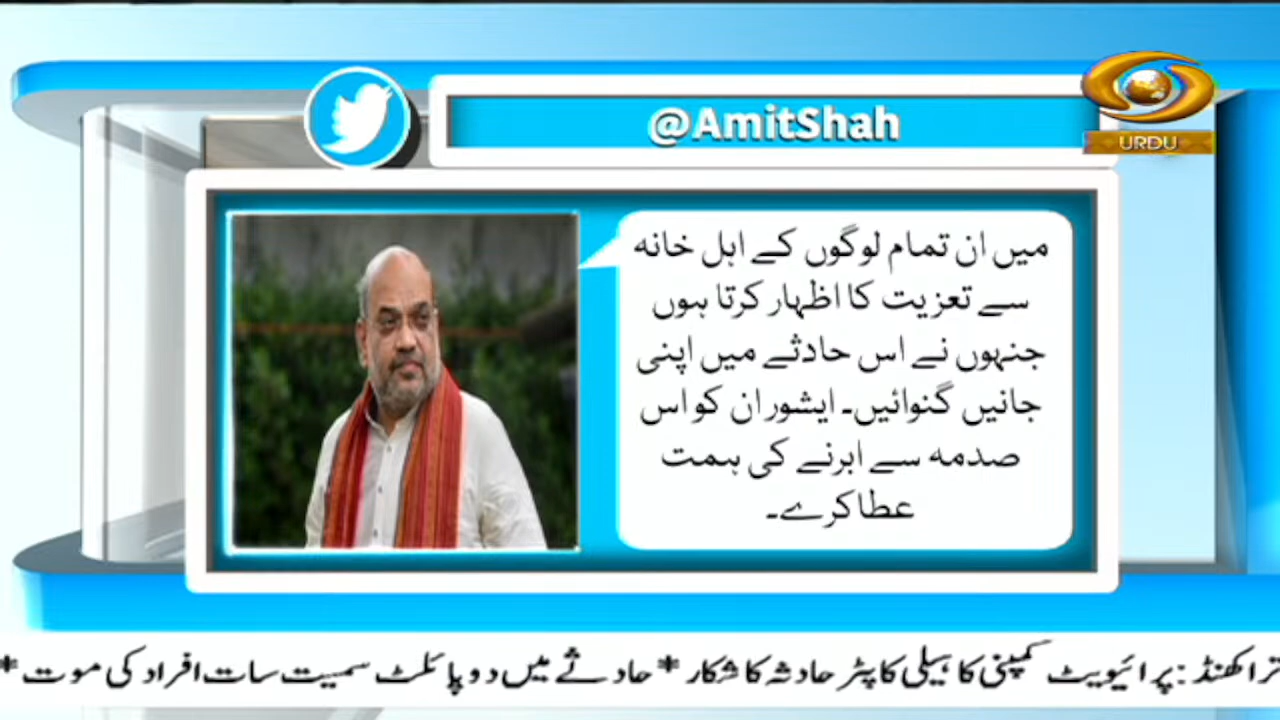 @AmitShah
URDU
میں ان تمام لوگوں کے اہل خانہ
سے تعزیت کا اظہار کرتا ہوں
جنہوں نے اس حادثے میں اپنی
جانیں گنوائیں۔ ایشور ان کو اس
صدمہ سے ابرنے کی ہمت
عطا کرے۔
تراکھنڈ: پرائیویٹ کمپنی کا ہیلی کاپٹر حادثہ کا شکار * حادثے میں دو پائلٹ سمیت سات افراد کی موت *